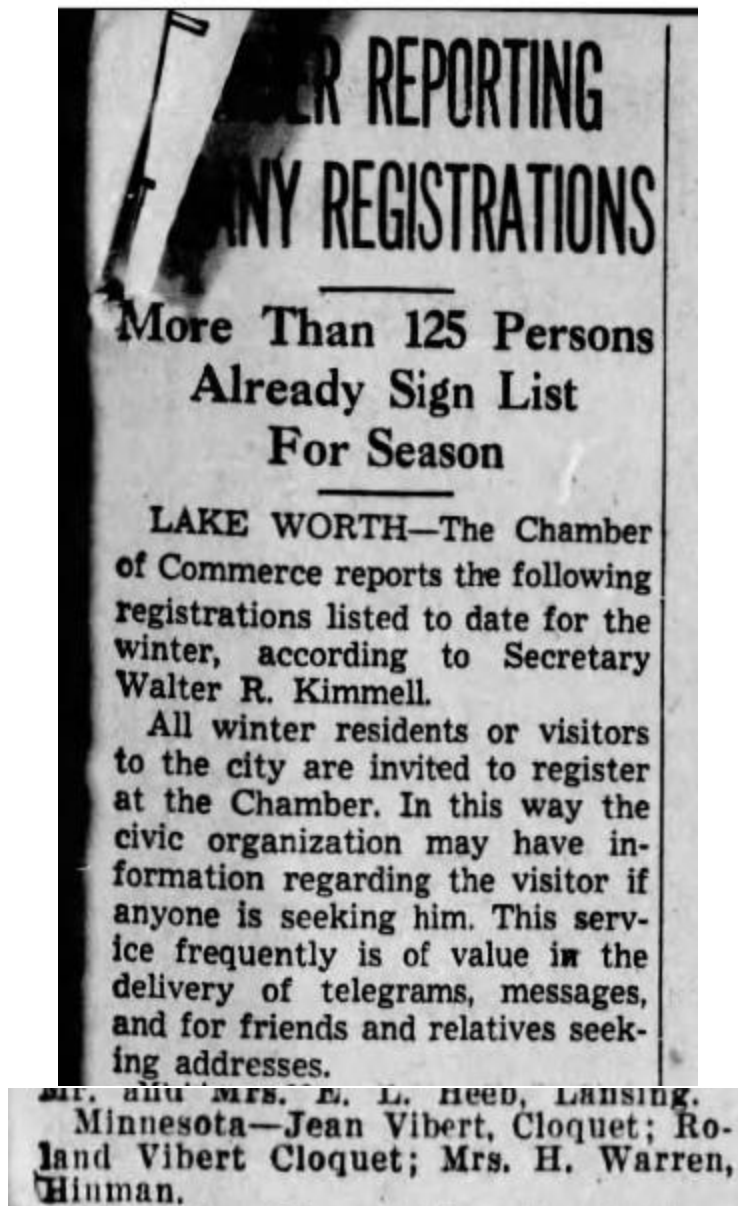 REPORTING
REGISTRATIONS
More Than 125 Persons
Already Sign List
For Season
LAKE WORTH—The Chamber
of Commerce reports the following
registrations listed to date for the
winter, according to Secretary
Walter R. Kimmell.
All winter residents or visitors
to the city are invited to register
at the Chamber. In this way the
civic organization may have in-
formation regarding the visitor if
anyone is seeking him. This serv-
ice frequently is of value in the
delivery of telegrams, messages,
and for friends and relatives seek-
ing addresses.
Mr. and Mrs. E. L. Heeb, Lansing.
Minnesota—Jean Vibert, Cloquet; Ro-
land Vibert Cloquet; Mrs. H. Warren,
Hinman.